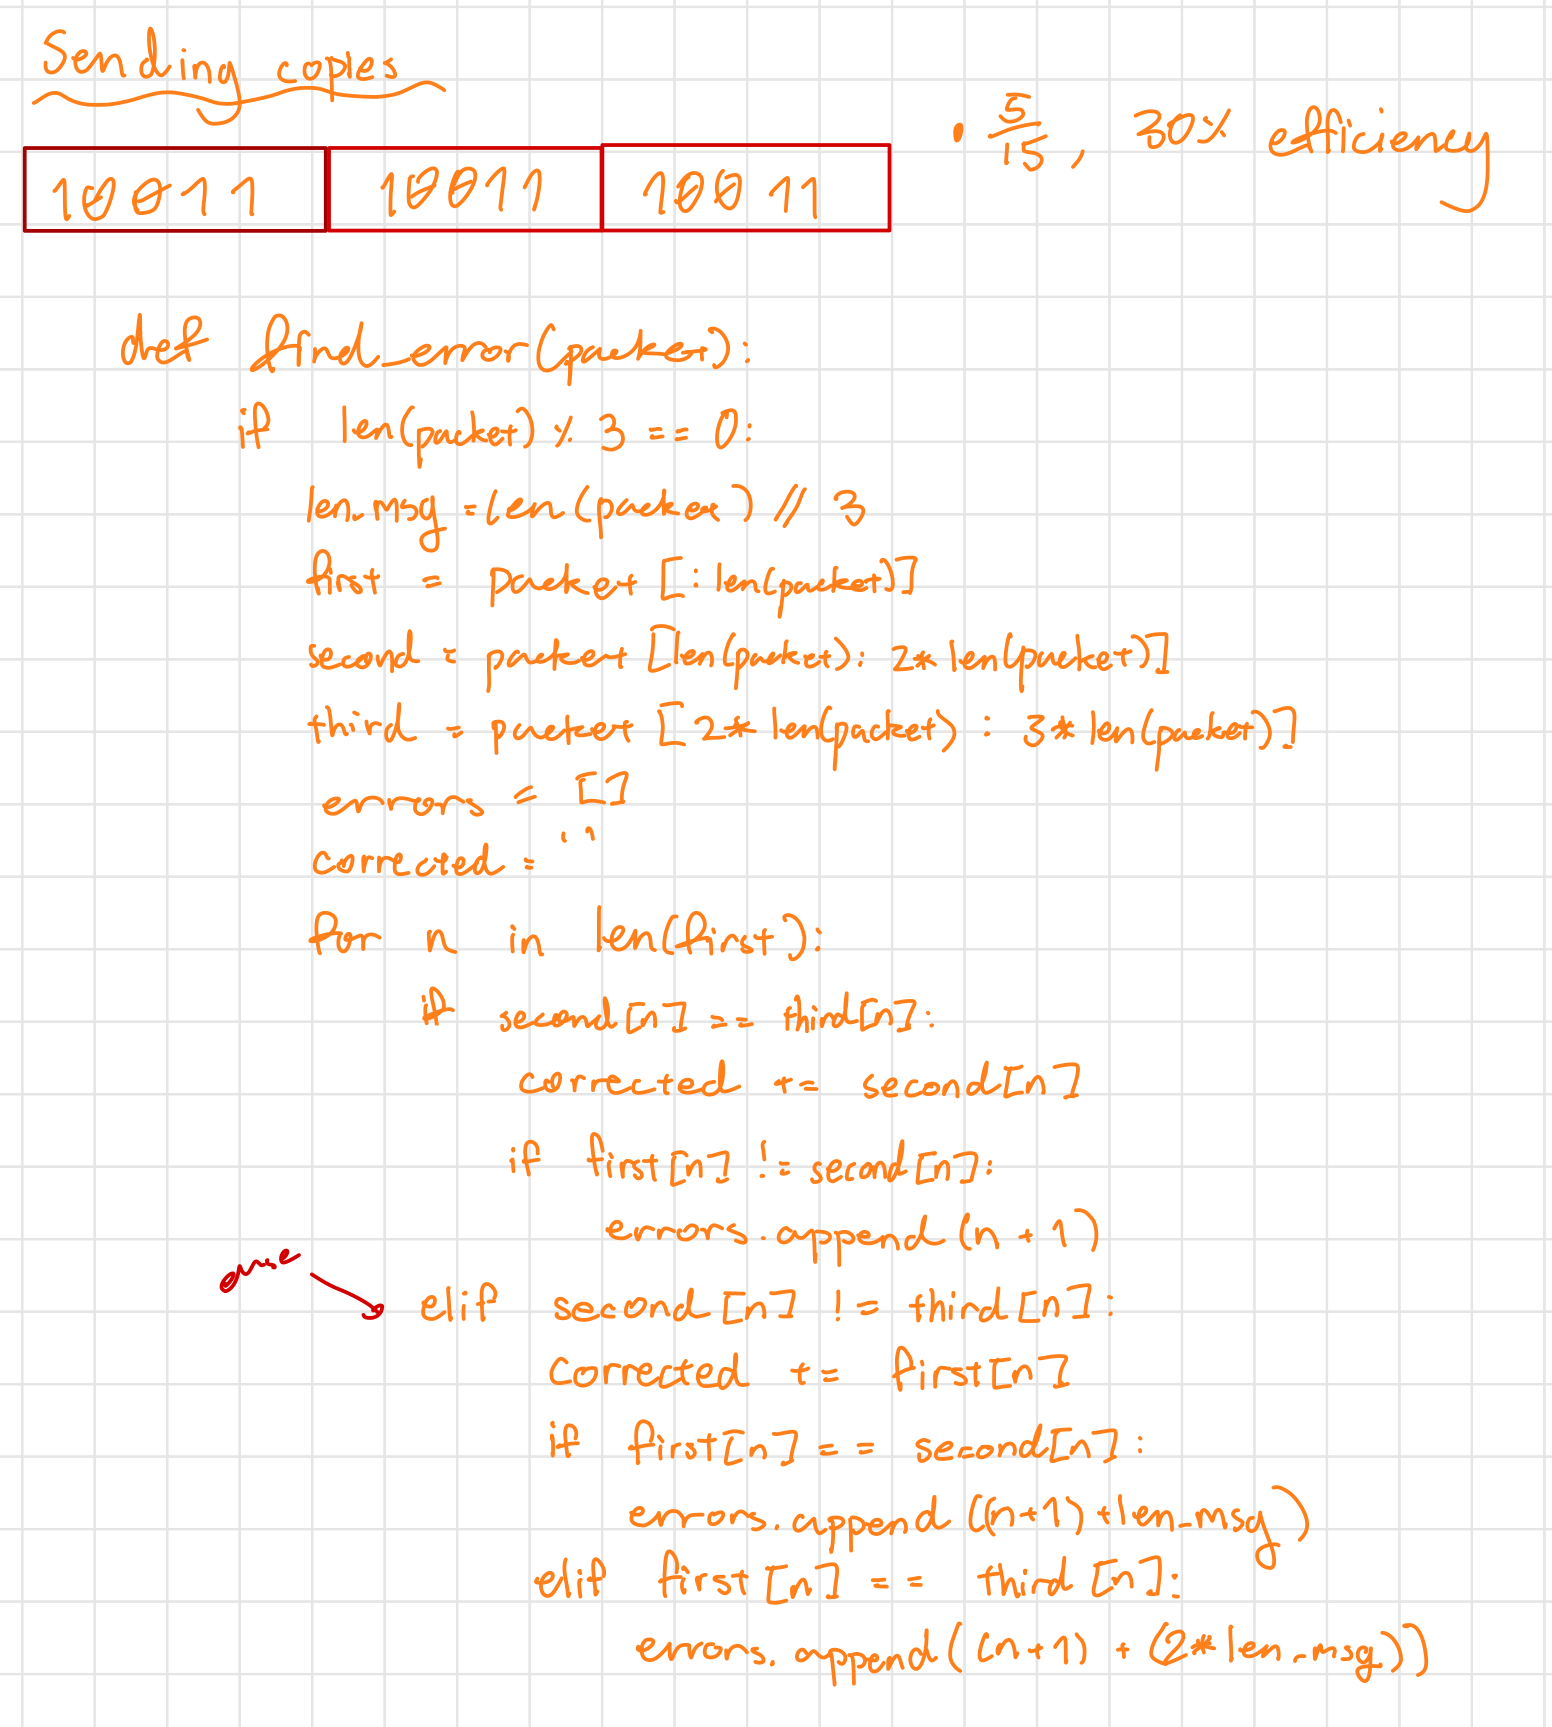 Sending copies
• 5/15, 30% efficiency
10011 10011 10011
def find_error(packet):
if len(packet) % 3 == 0:
len_msg = len(packet) // 3
first = packet[:len(packet)]
second = packet[len(packet): 2* len(packet)]
third = packet[2* len(packet) : 3* len(packet)]
errors = []
corrected = ''
for n in len(first):
if second[n] == third[n]:
corrected += second[n]
if first[n] != second[n]:
errors.append(n + 1)
elif second[n] != third[n]:
corrected += first[n]
if first[n] == second[n]:
errors.append((n+1) + len_msg)
elif first[n] == third[n]:
errors.append((n+1) + (2* len_msg))